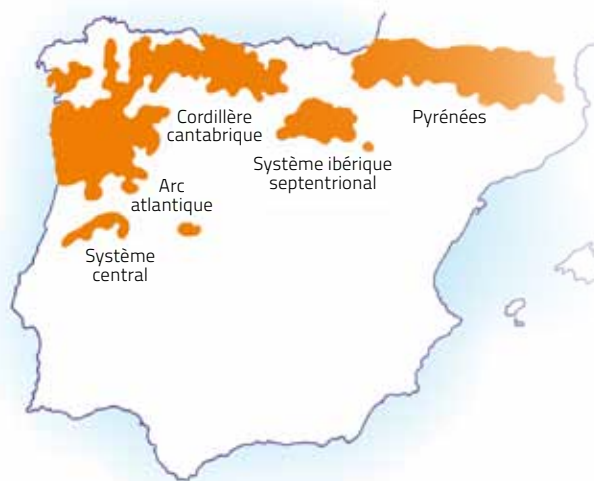 Cordillère
cantabrique
Pyrénées
Système ibérique
septentrional
Arc
atlantique
Système
central